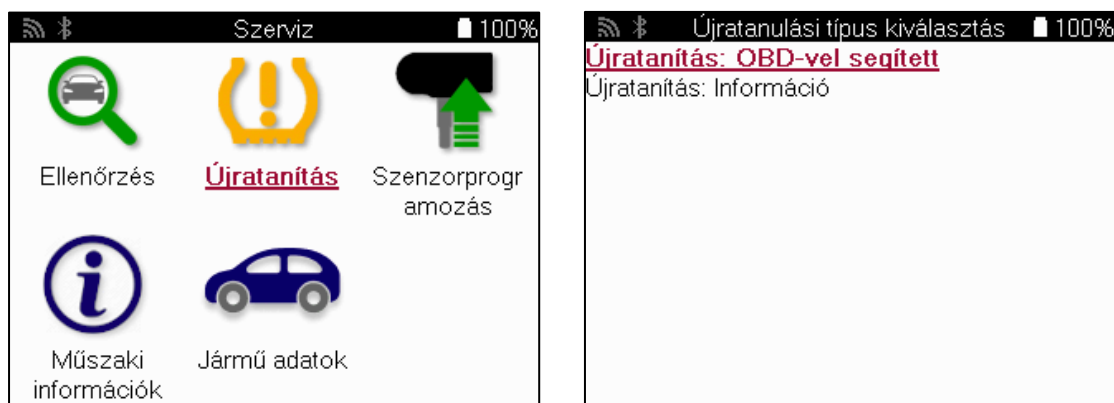 Szerviz
100%
Ellenőrzés
Újratanítás
Szenzorprogr
amozás
Műszaki
információk
Jármű adatok
Újratanulási típus kiválasztás
100%
Újratanítás: OBD-vel segített
Újratanítás: Információ